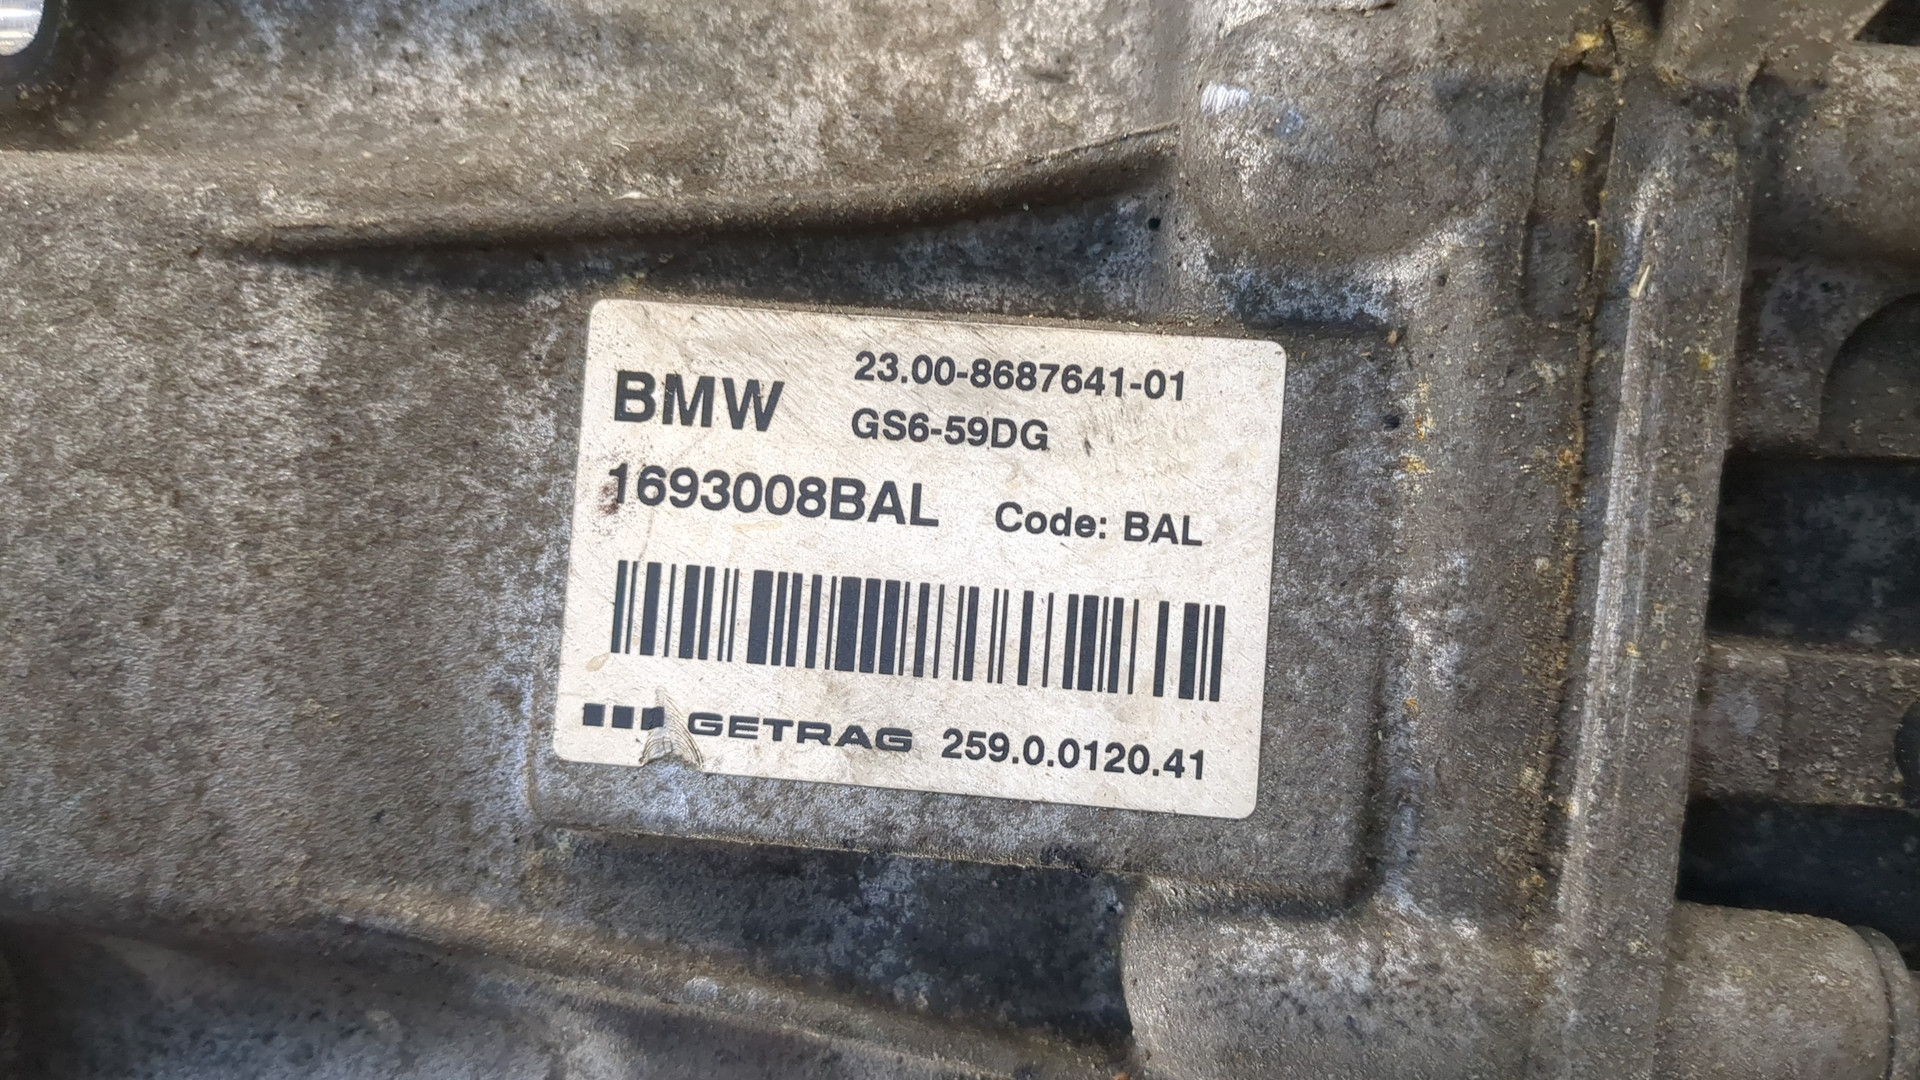 BMW
23.00-8687641-01
GS6-59DG
1693008BAL Code: BAL
GETRAG 259.0.0120.41